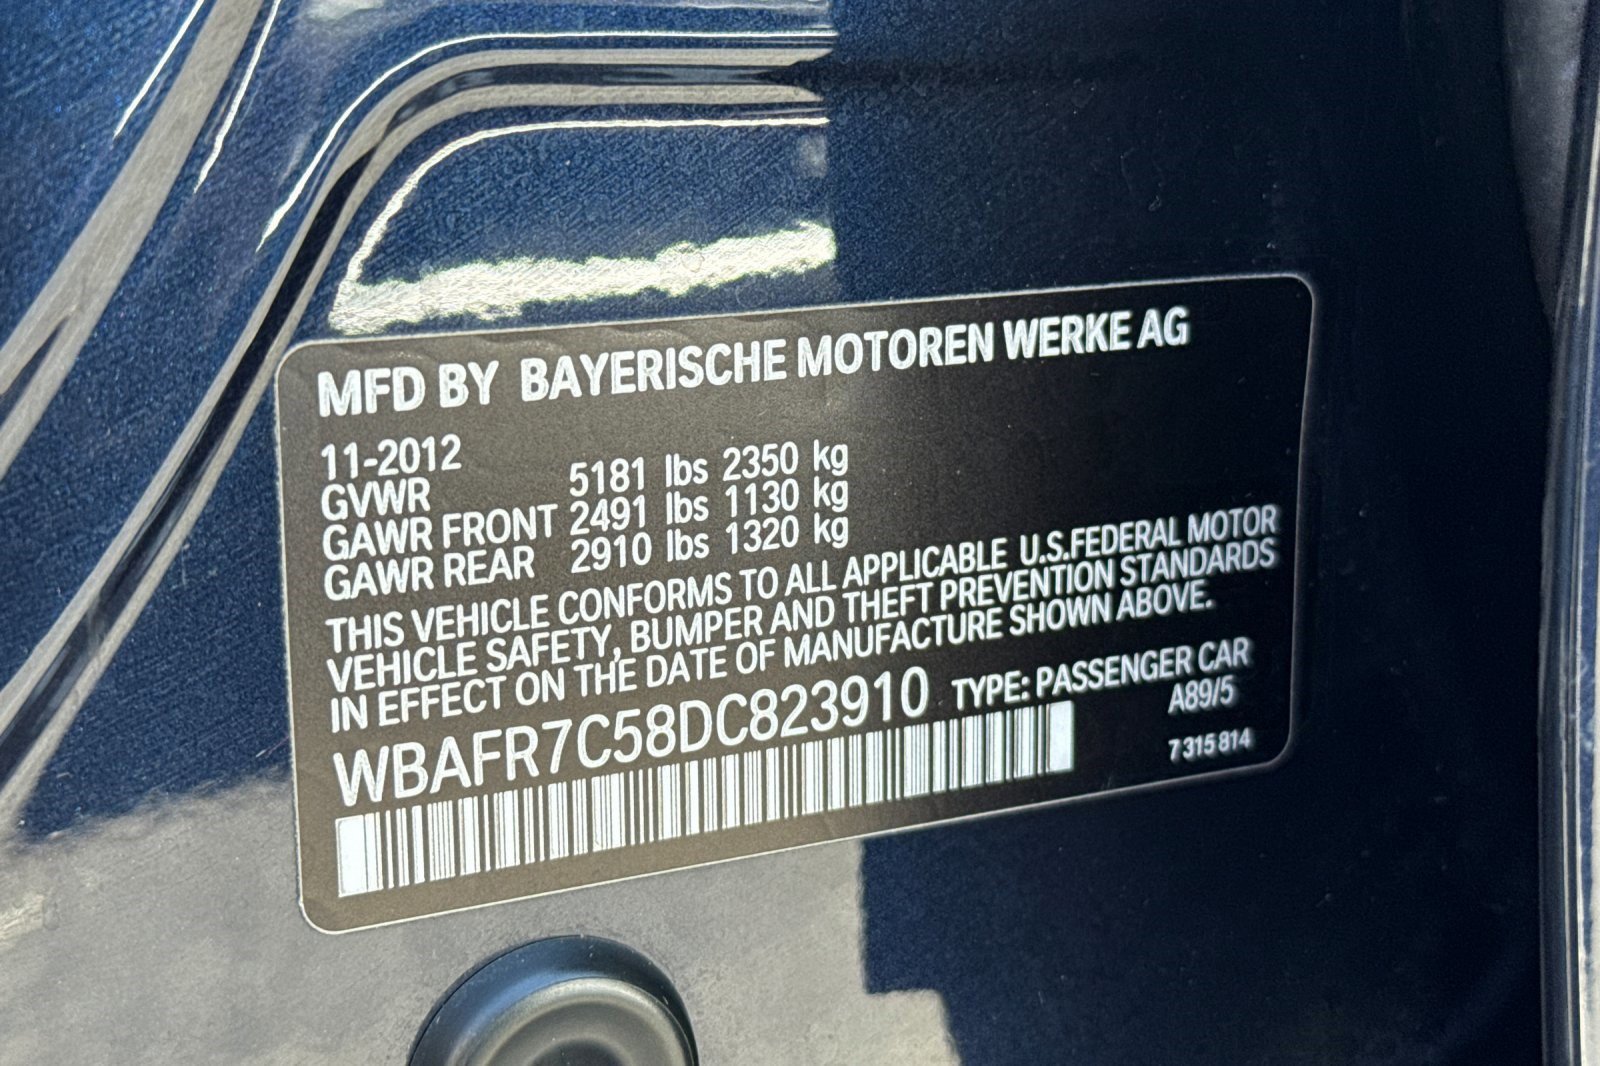 MFD BY BAYERISCHE MOTOREN WERKE AG
11-2012
GVWR 5181 lbs 2350 kg
GAWR FRONT 2491 lbs 1130 kg
GAWR REAR 2910 lbs 1320 kg
THIS VEHICLE CONFORMS TO ALL APPLICABLE U.S.FEDERAL MOTOR
VEHICLE SAFETY, BUMPER AND THEFT PREVENTION STANDARDS
IN EFFECT ON THE DATE OF MANUFACTURE SHOWN ABOVE.
WBAFR7C58DC823910 TYPE: PASSENGER CAR
A89/5
7 315 814